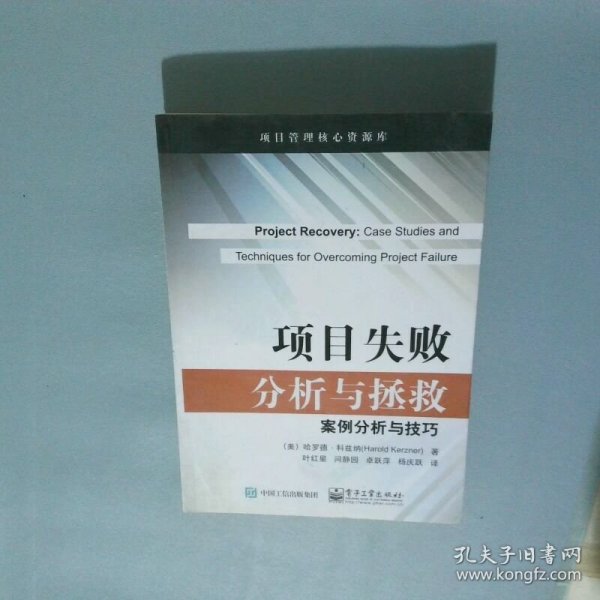 项目管理核心资源库
Project Recovery: Case Studies and
Techniques for Overcoming Project Failure
项目失败
分析与拯救
案例分析与技巧
（美）哈罗德·科兹纳(Harold Kerzner) 著
叶红星 闫静园 卓跃萍 杨庆跃 译
中国工信出版集团
电子工业出版社
孔夫子旧书网
www.kongfz.com